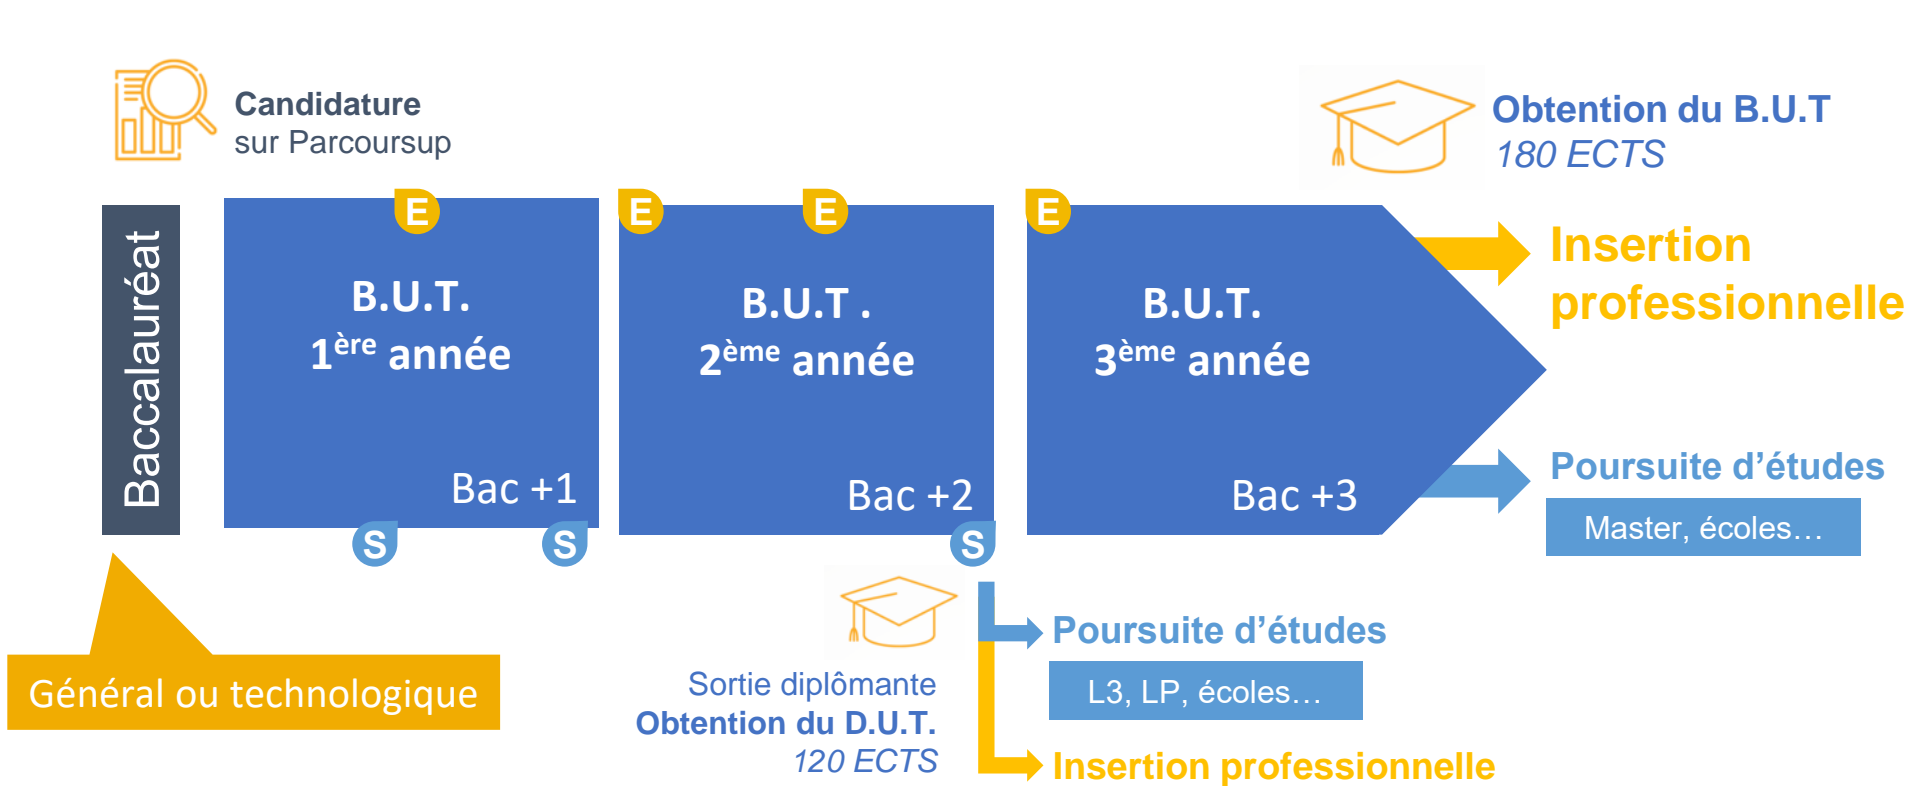 Candidature
sur Parcoursup
Obtention du B.U.T
180 ECTS
Baccalauréat
E
E
E
E
B.U.T.
1ère année
Bac +1
B.U.T .
2ème année
Bac +2
B.U.T.
3ème année
Bac +3
Insertion
professionnelle
Poursuite d’études
Master, écoles…
S
S
S
Général ou technologique
Sortie diplômante
Obtention du D.U.T.
120 ECTS
Poursuite d’études
L3, LP, écoles…
Insertion professionnelle